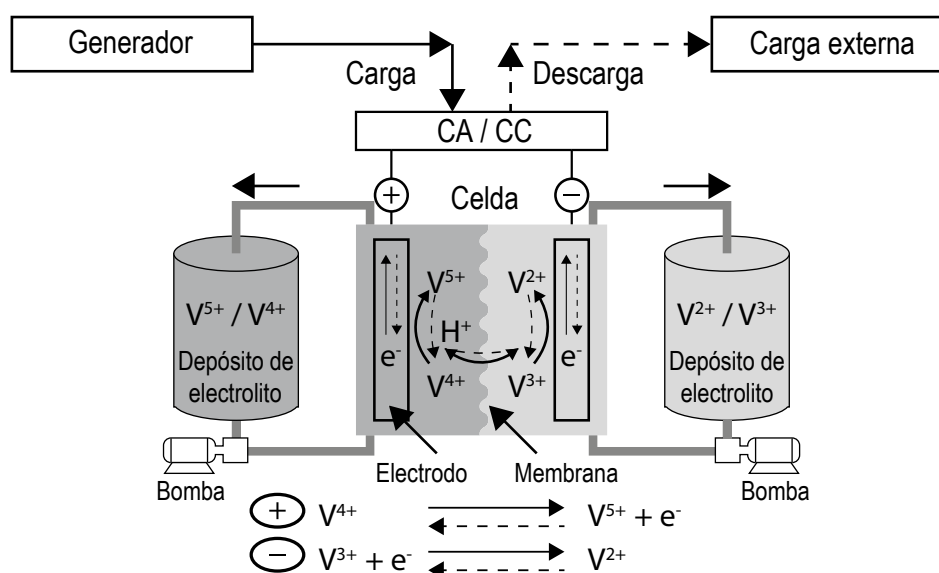 Generador
Carga externa
Carga
Descarga
CA / CC
+
Celda
−
V5+ / V4+
Depósito de
electrolito
V5+
H+
e-
V4+
V2+
V3+
e-
V2+ / V3+
Depósito de
electrolito
Bomba
Electrodo
Membrana
Bomba
+ V4+ V5+ + e-
− V3+ + e- V2+